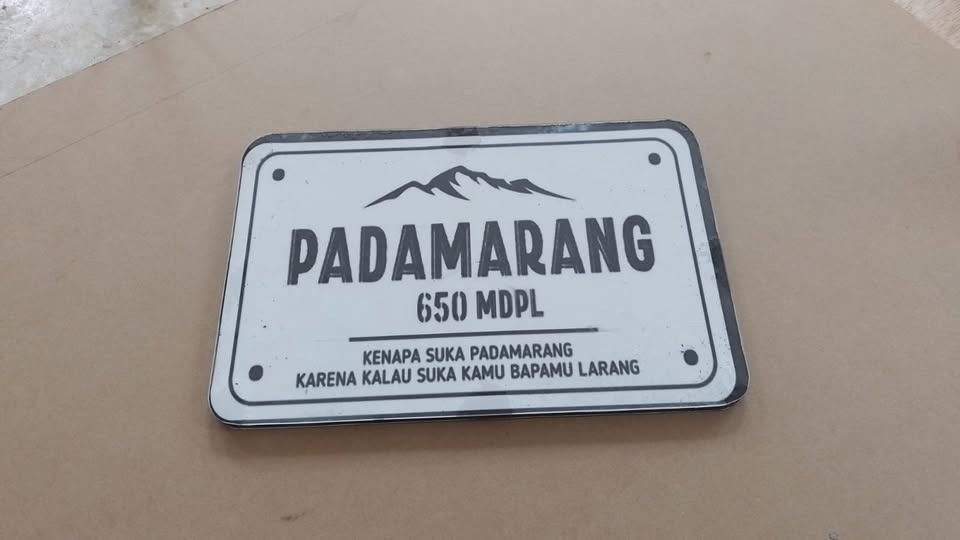 PADAMARANG
650 MDPL
KENAPA SUKA PADAMARANG
KARENA KALAU SUKA KAMU BAPAMU LARANG